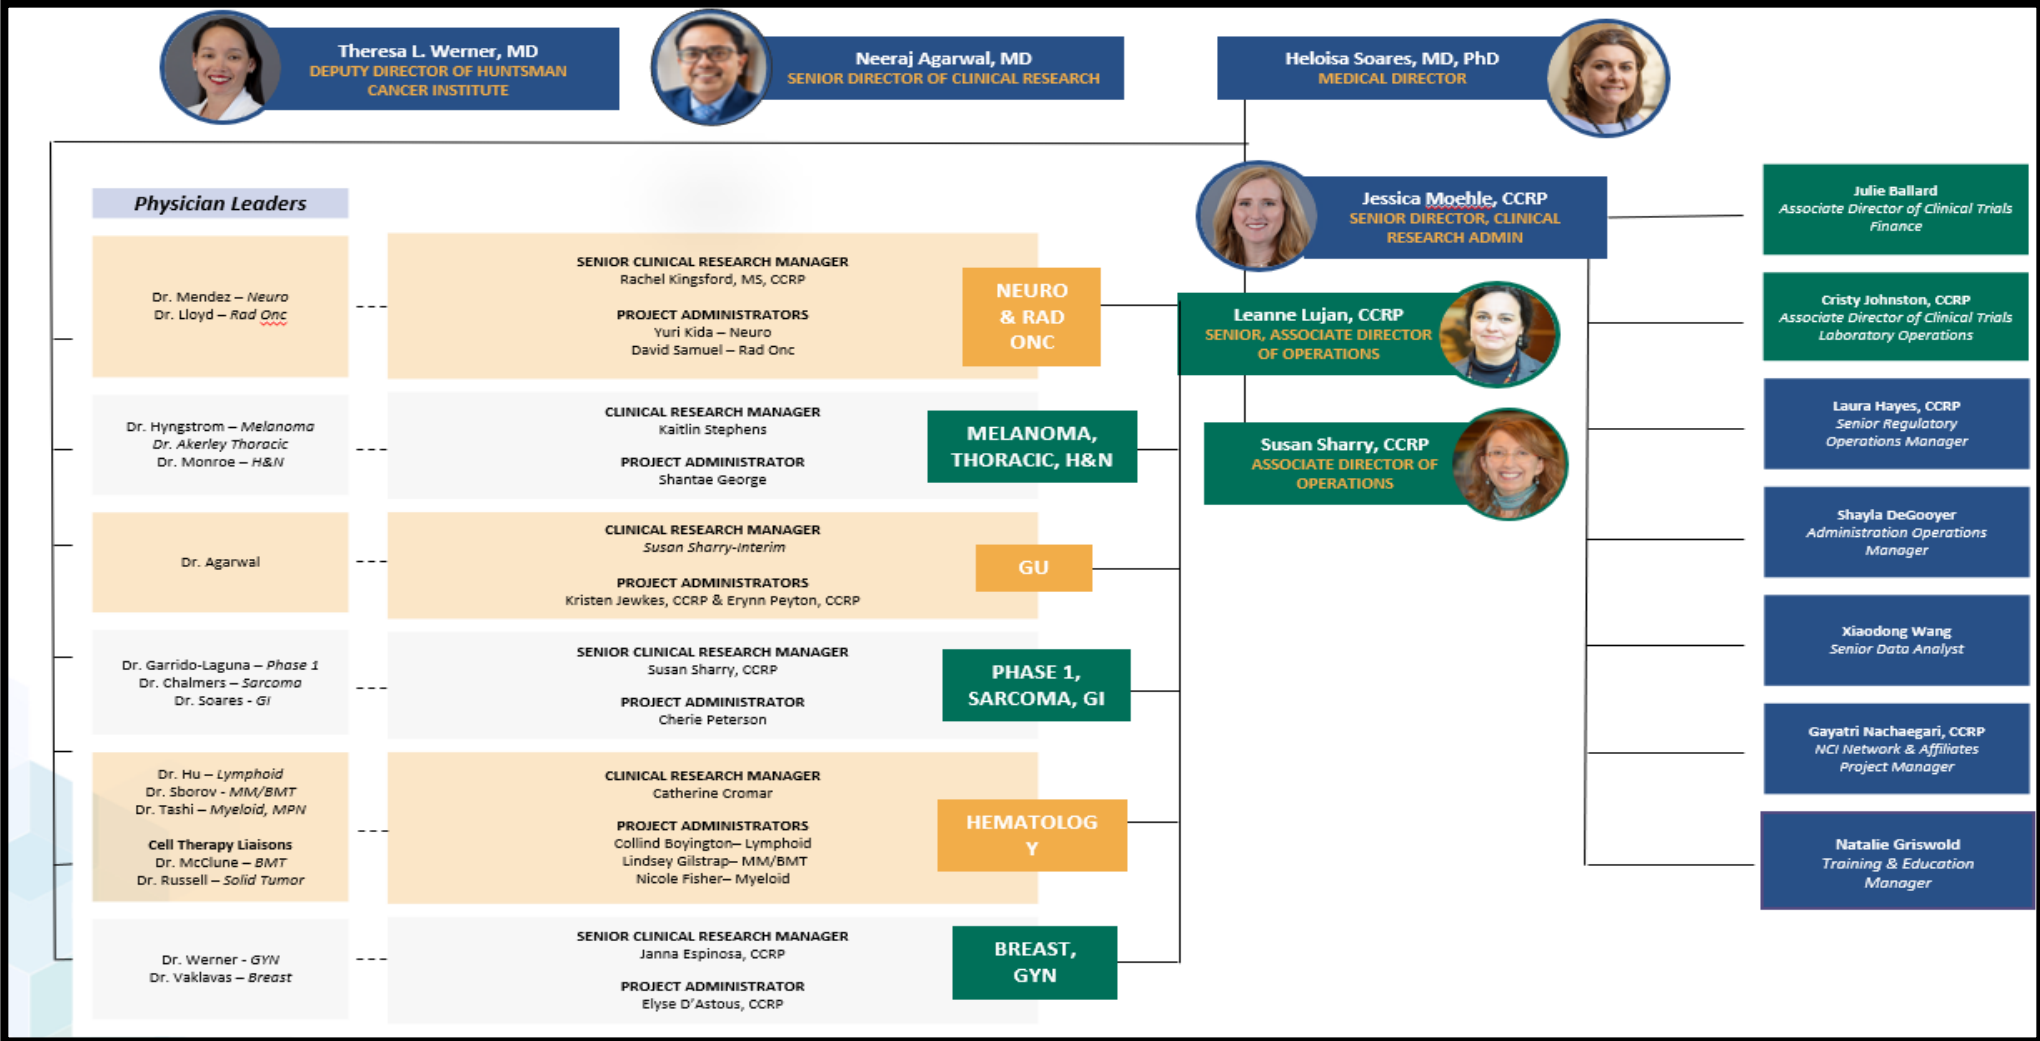 Theresa L. Werner, MD
DEPUTY DIRECTOR OF HUNTSMAN
CANCER INSTITUTE
Neeraj Agarwal, MD
SENIOR DIRECTOR OF CLINICAL RESEARCH
Heloisa Soares, MD, PhD
MEDICAL DIRECTOR
Jessica Moehle, CCRP
SENIOR DIRECTOR, CLINICAL
RESEARCH ADMIN
Leanne Lujan, CCRP
SENIOR, ASSOCIATE DIRECTOR
OF OPERATIONS
Susan Sharry, CCRP
ASSOCIATE DIRECTOR OF
OPERATIONS
Physician Leaders
Dr. Mendez – Neuro
Dr. Lloyd – Rad Onc
SENIOR CLINICAL RESEARCH MANAGER
Rachel Kingsford, MS, CCRP
PROJECT ADMINISTRATORS
Yuri Kida – Neuro
David Samuel – Rad Onc
NEURO
& RAD
ONC
Dr. Hyngstrom – Melanoma
Dr. Akerley Thoracic
Dr. Monroe – H&N
CLINICAL RESEARCH MANAGER
Kaitlin Stephens
PROJECT ADMINISTRATOR
Shantae George
MELANOMA,
THORACIC, H&N
Dr. Agarwal
CLINICAL RESEARCH MANAGER
Susan Sharry-Interim
PROJECT ADMINISTRATORS
Kristen Jewkes, CCRP & Erynn Peyton, CCRP
GU
Dr. Garrido-Laguna – Phase 1
Dr. Chalmers – Sarcoma
Dr. Soares - GI
SENIOR CLINICAL RESEARCH MANAGER
Susan Sharry, CCRP
PROJECT ADMINISTRATOR
Cherie Peterson
PHASE 1,
SARCOMA, GI
Dr. Hu – Lymphoid
Dr. Sborov - MM/BMT
Dr. Tashi – Myeloid, MPN
Cell Therapy Liaisons
Dr. McClune – BMT
Dr. Russell – Solid Tumor
CLINICAL RESEARCH MANAGER
Catherine Cromar
PROJECT ADMINISTRATORS
Collind Boyington– Lymphoid
Lindsey Gilstrap– MM/BMT
Nicole Fisher– Myeloid
HEMATOLOG
Y
Dr. Werner - GYN
Dr. Vaklavas – Breast
SENIOR CLINICAL RESEARCH MANAGER
Janna Espinosa, CCRP
PROJECT ADMINISTRATOR
Elyse D'Astous, CCRP
BREAST,
GYN
Julie Ballard
Associate Director of Clinical Trials
Finance
Cristy Johnston, CCRP
Associate Director of Clinical Trials
Laboratory Operations
Laura Hayes, CCRP
Senior Regulatory
Operations Manager
Shayla DeGooyer
Administration Operations
Manager
Xiaodong Wang
Senior Data Analyst
Gayatri Nachaegari, CCRP
NCI Network & Affiliates
Project Manager
Natalie Griswold
Training & Education
Manager